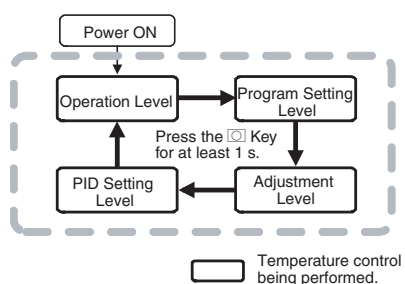 Power ON
Operation Level
Program Setting
Level
Press the Key
for at least 1 s.
PID Setting
Level
Adjustment
Level
Temperature control
being performed.